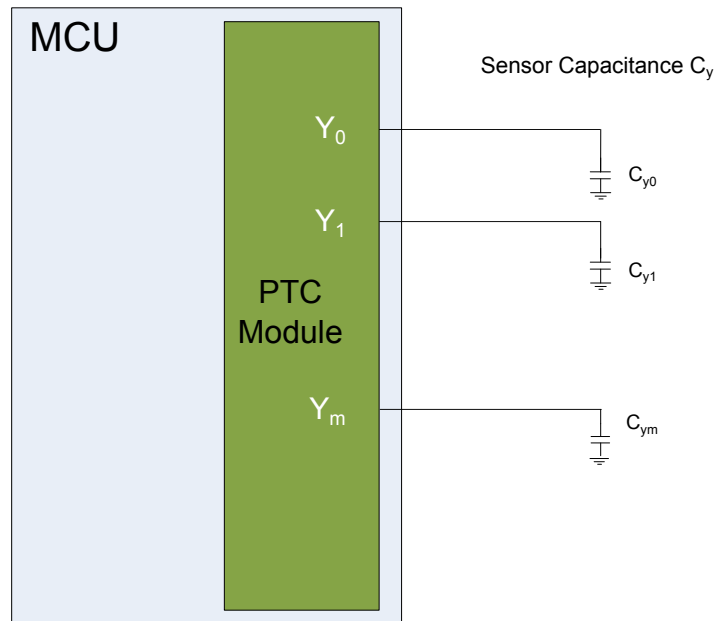 MCU
Sensor Capacitance Cy
Y0
Cy0
Y1
Cy1
PTC
Module
Ym
Cym